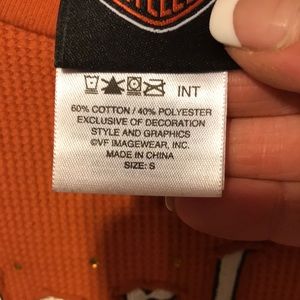 INT
60% COTTON / 40% POLYESTER
EXCLUSIVE OF DECORATION
STYLE AND GRAPHICS
©VF IMAGEWEAR, INC.
MADE IN CHINA
SIZE: S